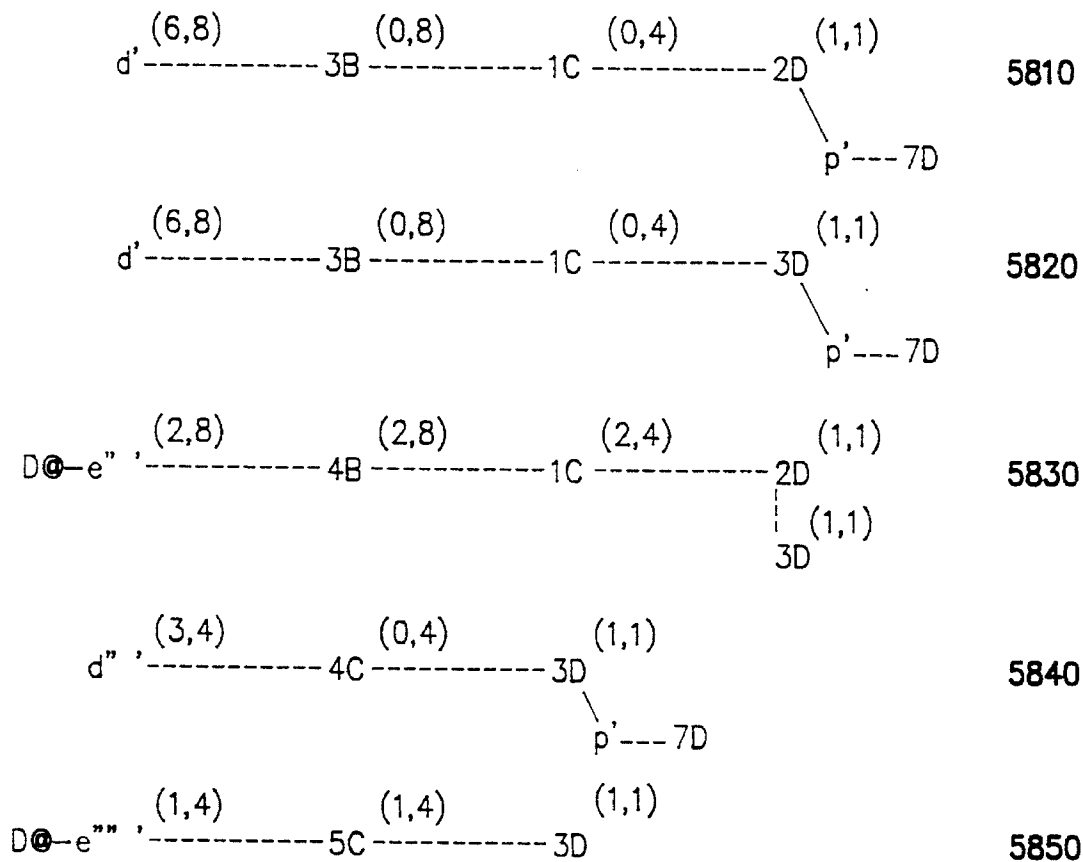 (6,8) (0,8) (0,4) (1,1)
d' ---------- 3B ---------- 1C ---------- 2D 5810
p' --- 7D
(6,8) (0,8) (0,4) (1,1)
d' ---------- 3B ---------- 1C ---------- 3D 5820
p' --- 7D
(2,8) (2,8) (2,4) (1,1)
D@-e" ' ---------- 4B ---------- 1C ---------- 2D 5830
(1,1)
3D
(3,4) (0,4) (1,1)
d" ' ---------- 4C ---------- 3D 5840
p' --- 7D
(1,4) (1,4) (1,1)
D@-e"" ' ---------- 5C ---------- 3D 5850